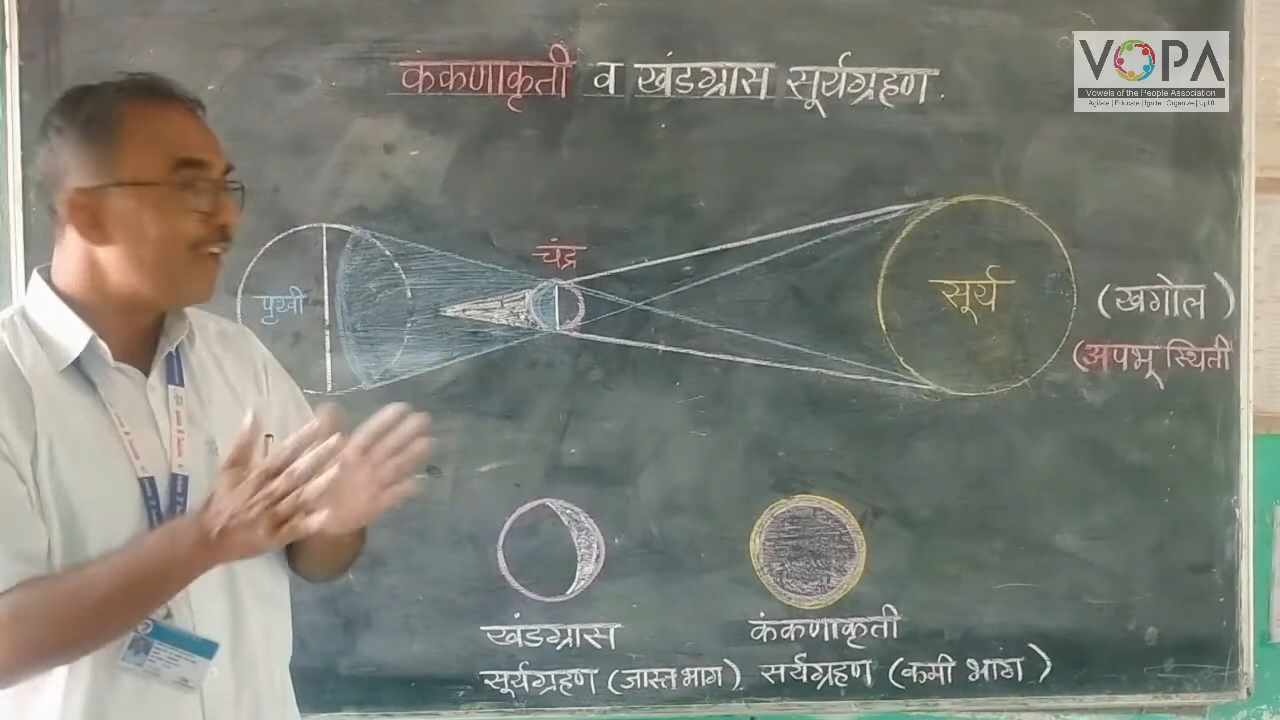 कंकणाकृती व खंडग्रास सूर्यग्रहण.
VOPA
Vowels of the People Association
चंद्र
पृथ्वी
सूर्य
(खगोल)
(अपभू स्थिती
खंडग्रास
सूर्यग्रहण (जास्त भाग).
कंकणाकृती
सर्यग्रहण (कमी भाग)